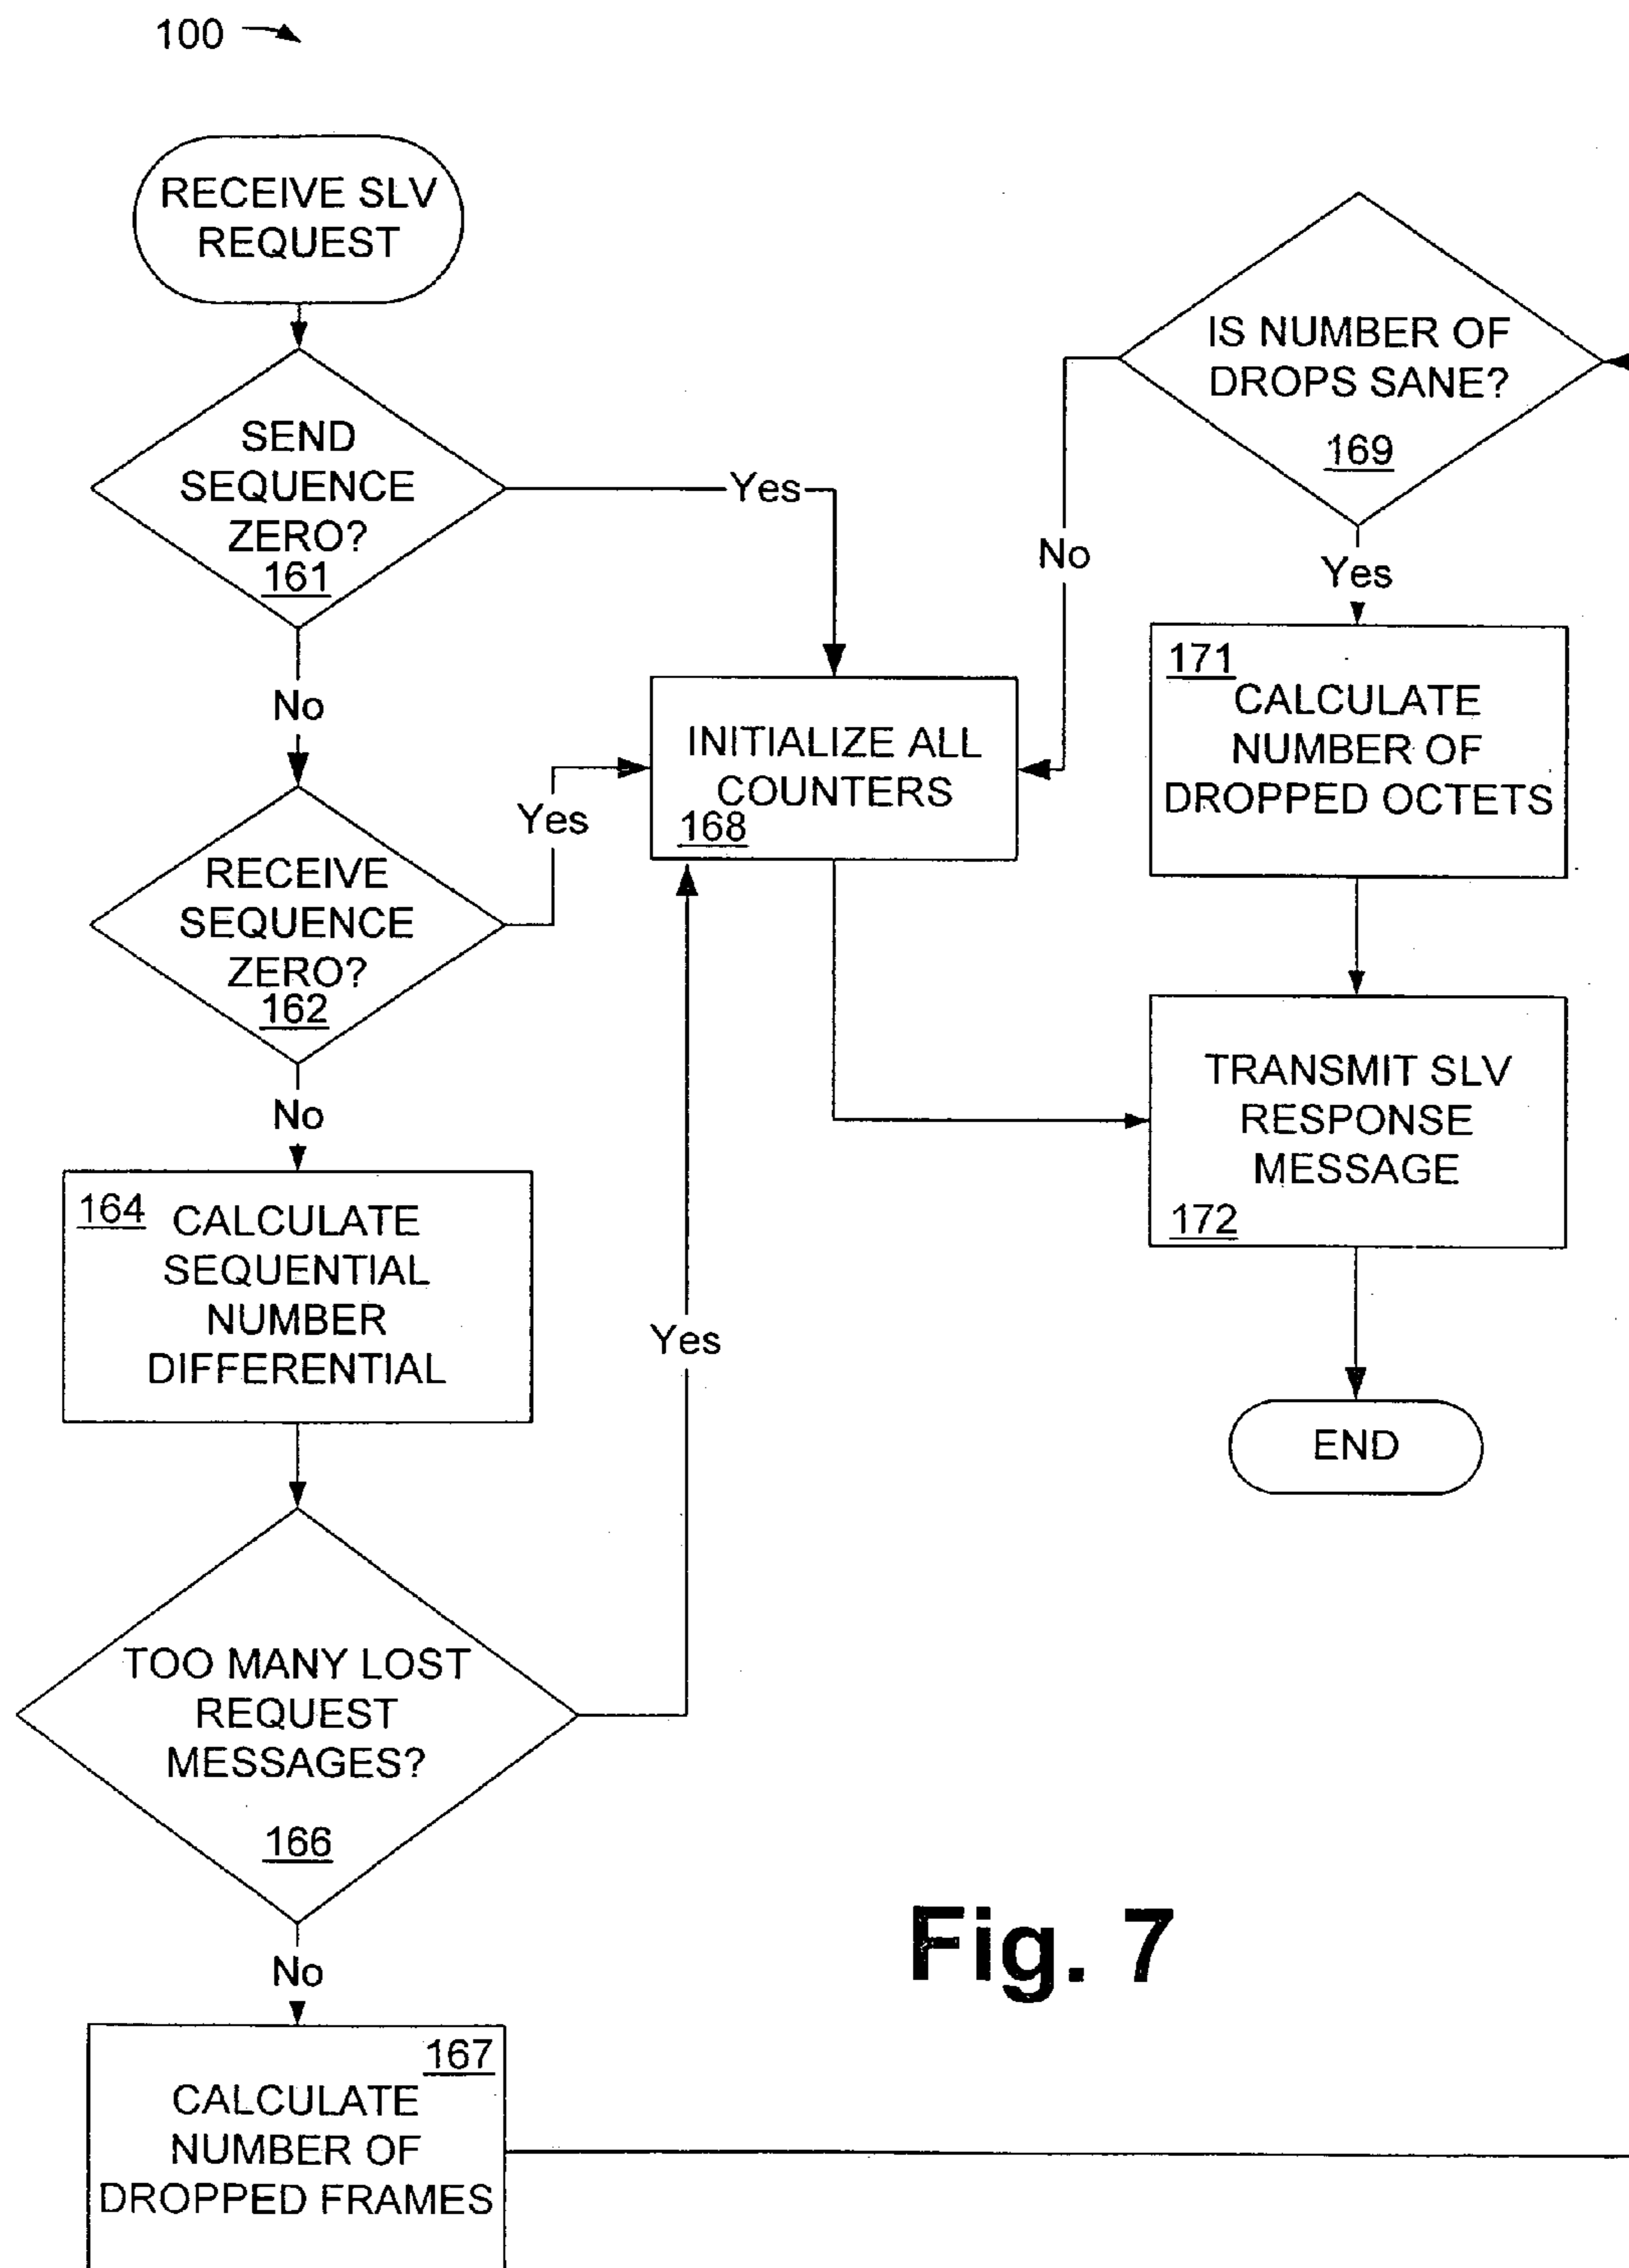 100
RECEIVE SLV
REQUEST
SEND
SEQUENCE
ZERO?
161
Yes
No
RECEIVE
SEQUENCE
ZERO?
162
Yes
No
164
CALCULATE
SEQUENTIAL
NUMBER
DIFFERENTIAL
TOO MANY LOST
REQUEST
MESSAGES?
166
Yes
No
167
CALCULATE
NUMBER OF
DROPPED FRAMES
INITIALIZE ALL
COUNTERS
168
IS NUMBER OF
DROPS SANE?
169
No
Yes
171
CALCULATE
NUMBER OF
DROPPED OCTETS
TRANSMIT SLV
RESPONSE
MESSAGE
172
END
Fig. 7